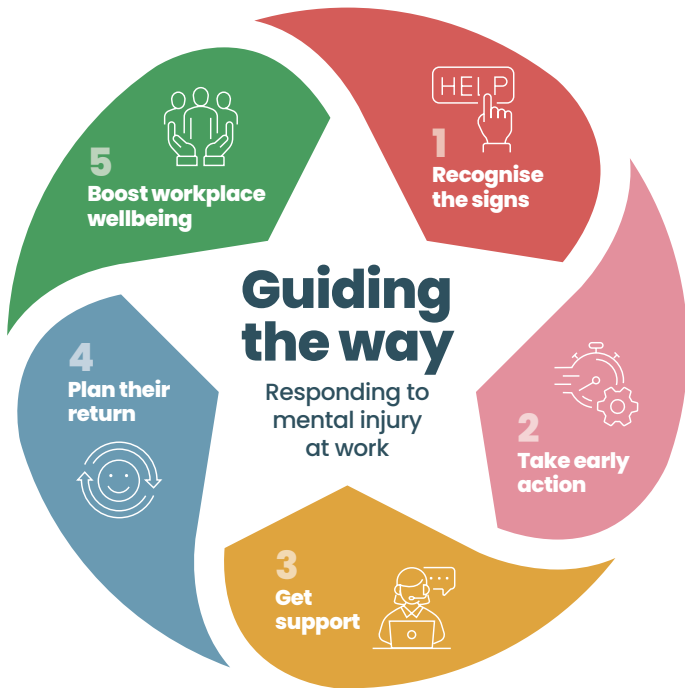 Guiding
the way
Responding to
mental injury
at work
HELP
1
Recognise
the signs
2
Take early
action
3
Get
support
4
Plan their
return
5
Boost workplace
wellbeing